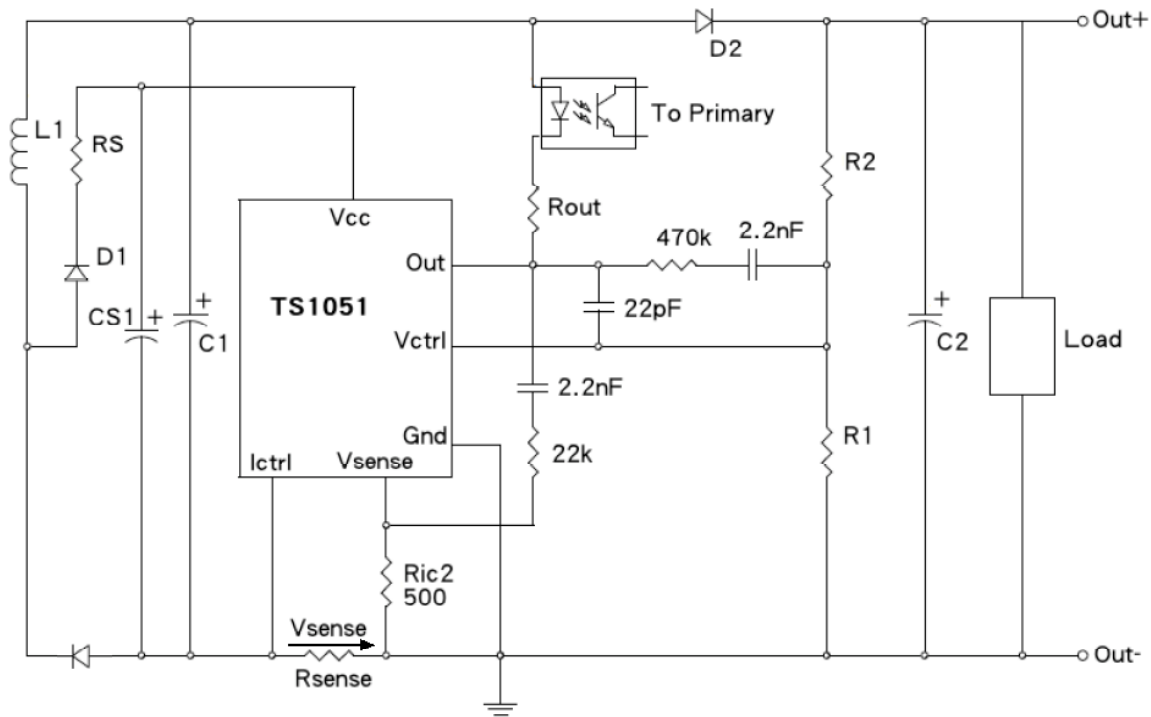 Out+
D2
To Primary
L1
RS
R2
Vcc
Rout
2.2nF
470k
D1
Out
TS1051
22pF
CS1
+
+
C1
+
C2
Vctrl
Load
2.2nF
Gnd
R1
22k
Ictrl
Vsense
Ric2
500
Vsense
Rsense
Out-